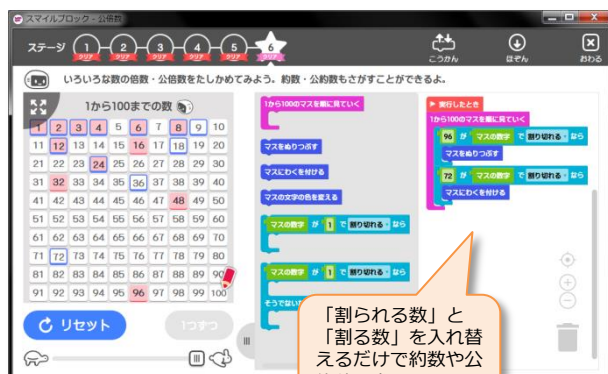 スマイルブロック - 公倍数
ステージ 1 2 3 4 5 6
クリア クリア クリア クリア クリア クリア
こうかん ほぞん おわる
いろいろな数の倍数・公倍数をたしかめてみよう。約数・公約数もさがすことができるよ。
1から100までの数
1 2 3 4 5 6 7 8 9 10
11 12 13 14 15 16 17 18 19 20
21 22 23 24 25 26 27 28 29 30
31 32 33 34 35 36 37 38 39 40
41 42 43 44 45 46 47 48 49 50
51 52 53 54 55 56 57 58 59 60
61 62 63 64 65 66 67 68 69 70
71 72 73 74 75 76 77 78 79 80
81 82 83 84 85 86 87 88 89 90
91 92 93 94 95 96 97 98 99 100
リセット
1つずつ
1から100のマスを順に見ていく
マスをぬりつぶす
マスにわくを付ける
マスの文字の色を変える
マスの数字 が 1 で 割り切れる なら
マスの数字 が 1 で 割り切れる なら
そうでない
実行したとき
1から100のマスを順に見ていく
96 が マスの数字 で 割り切れる なら
マスをぬりつぶす
72 が マスの数字 で 割り切れる なら
マスにわくを付ける
「割られる数」と
「割る数」を入れ替
えるだけで約数や公